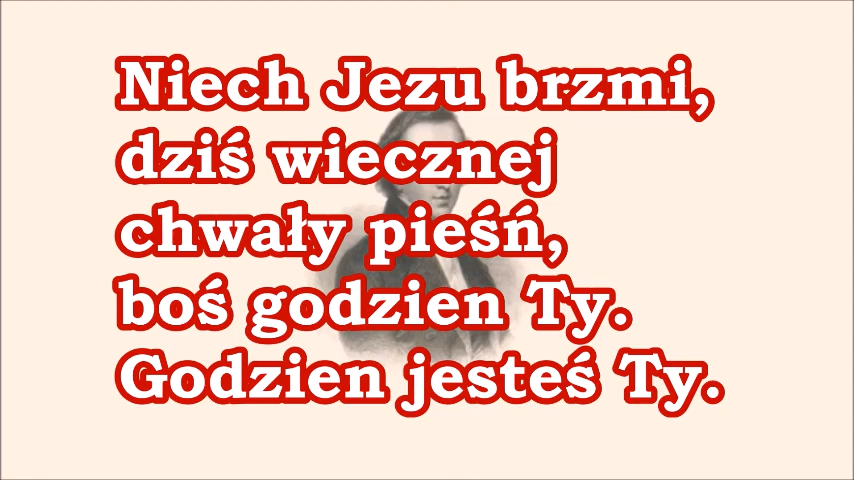 Niech Jezu brzmi,
dziś wiecznej
chwały pieśń,
boś godzien Ty.
Godzien jesteś Ty.